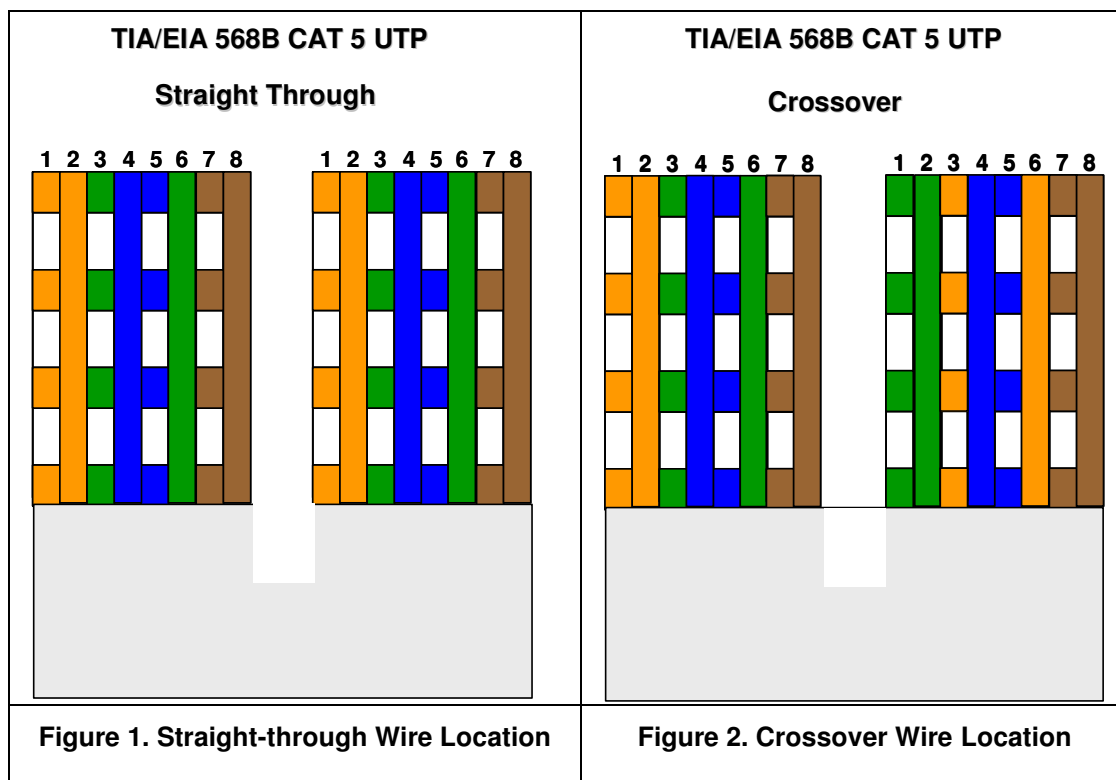 TIA/EIA 568B CAT 5 UTP
Straight Through
1 2 3 4 5 6 7 8
1 2 3 4 5 6 7 8
Figure 1. Straight-through Wire Location
TIA/EIA 568B CAT 5 UTP
Crossover
1 2 3 4 5 6 7 8
1 2 3 4 5 6 7 8
Figure 2. Crossover Wire Location